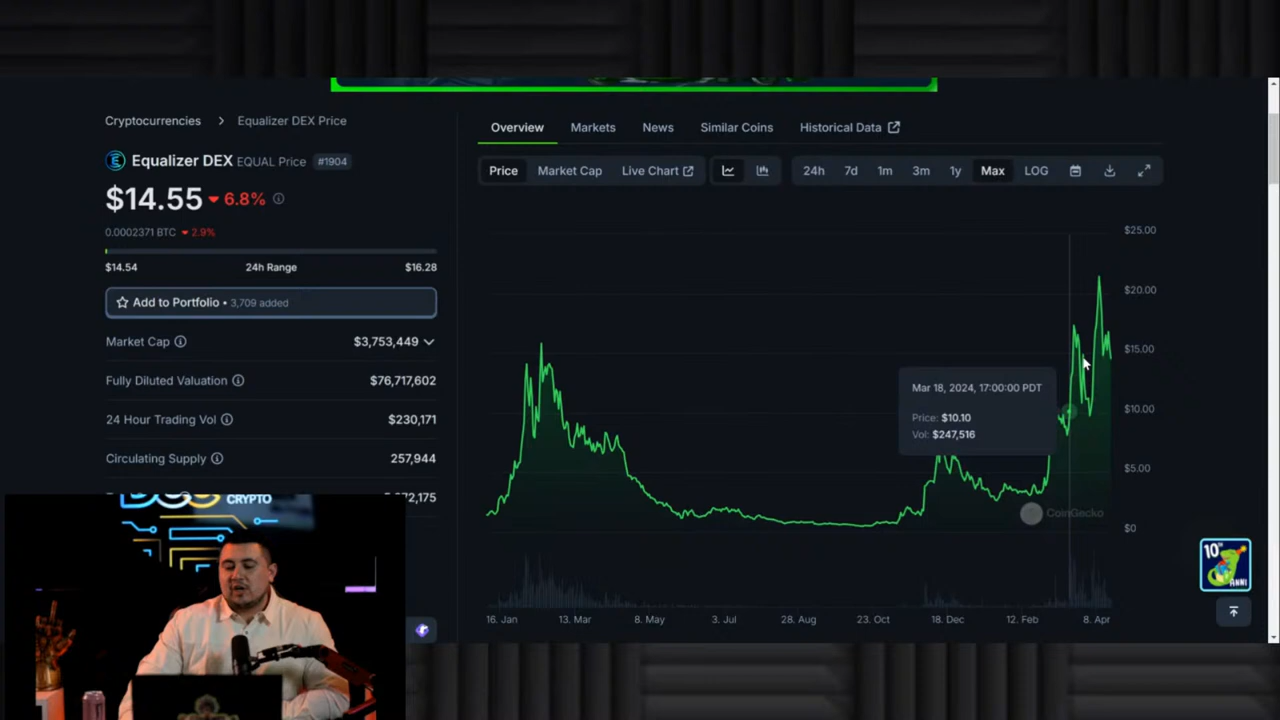 Cryptocurrencies > Equalizer DEX Price
Equalizer DEX EQUAL Price #1904
$14.55 6.8%
0.0002371 BTC 2.9%
$14.54 24h Range $16.28
Add to Portfolio • 3,709 added
Market Cap $3,753,449
Fully Diluted Valuation $76,717,602
24 Hour Trading Vol $230,171
Circulating Supply 257,944
CRYPTO
Overview Markets News Similar Coins Historical Data
Price Market Cap Live Chart 24h 7d 1m 3m 1y Max LOG
$25.00
$20.00
$15.00
$10.00
$5.00
$0
Mar 18, 2024, 17:00:00 PDT
Price: $10.10
Vol: $247,516
CoinGecko
16. Jan 13. Mar 8. May 3. Jul 28. Aug 23. Oct 18. Dec 12. Feb 8. Apr
10
ANNI